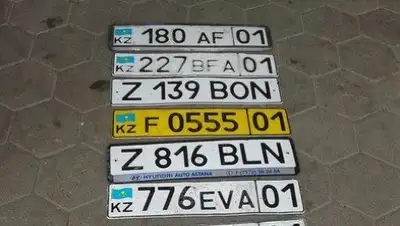 KZ 180 AF 01
KZ 227 BFA 01
Z 139 BON
KZ F 0555 01
Z 816 BLN
HYUNDAI AUTO ASTANA
KZ 776 EVA 01